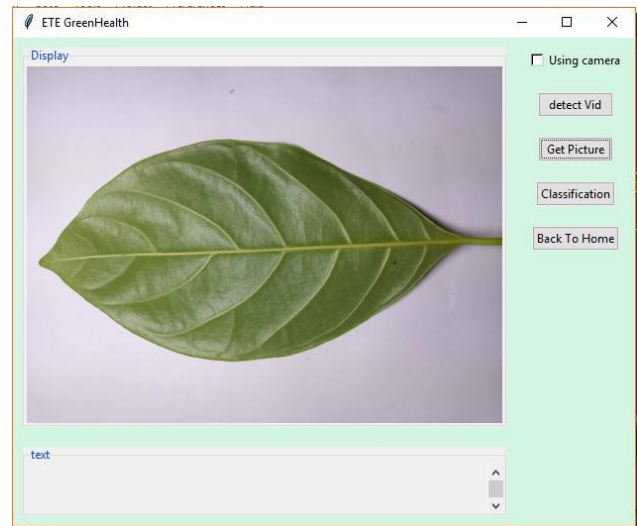 ETE GreenHealth
Display
Using camera
detect Vid
Get Picture
Classification
Back To Home
text